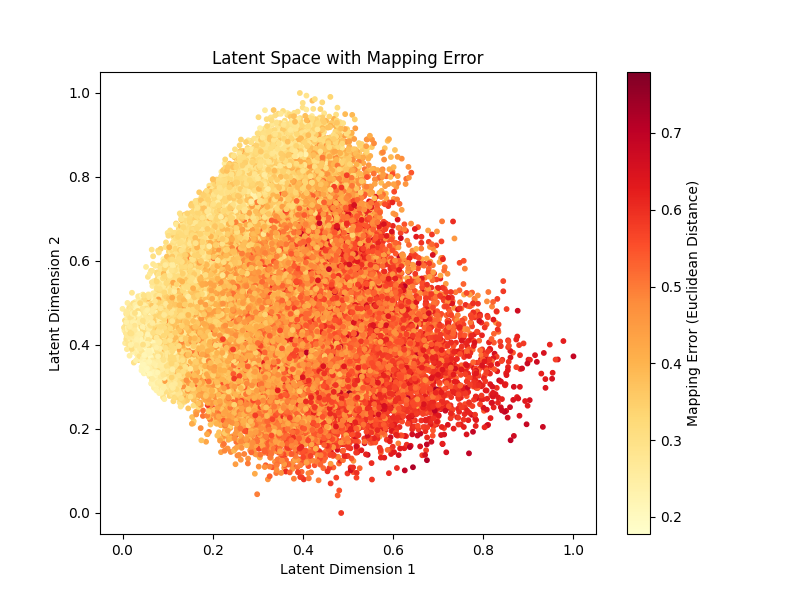 Latent Space with Mapping Error
1.0
0.8
0.6
0.4
0.2
0.0
Latent Dimension 2
0.0 0.2 0.4 0.6 0.8 1.0
Latent Dimension 1
0.7
0.6
0.5
0.4
0.3
0.2
Mapping Error (Euclidean Distance)